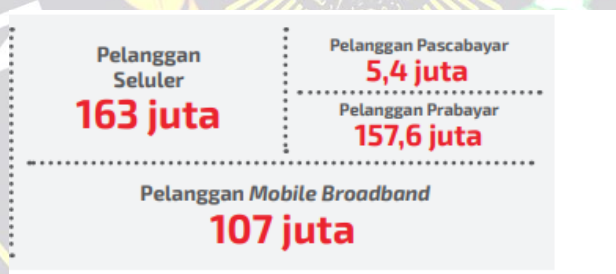 Pelanggan
Seluler
163 juta
Pelanggan Pascabayar
5,4 juta
Pelanggan Prabayar
157,6 juta
Pelanggan Mobile Broadband
107 juta